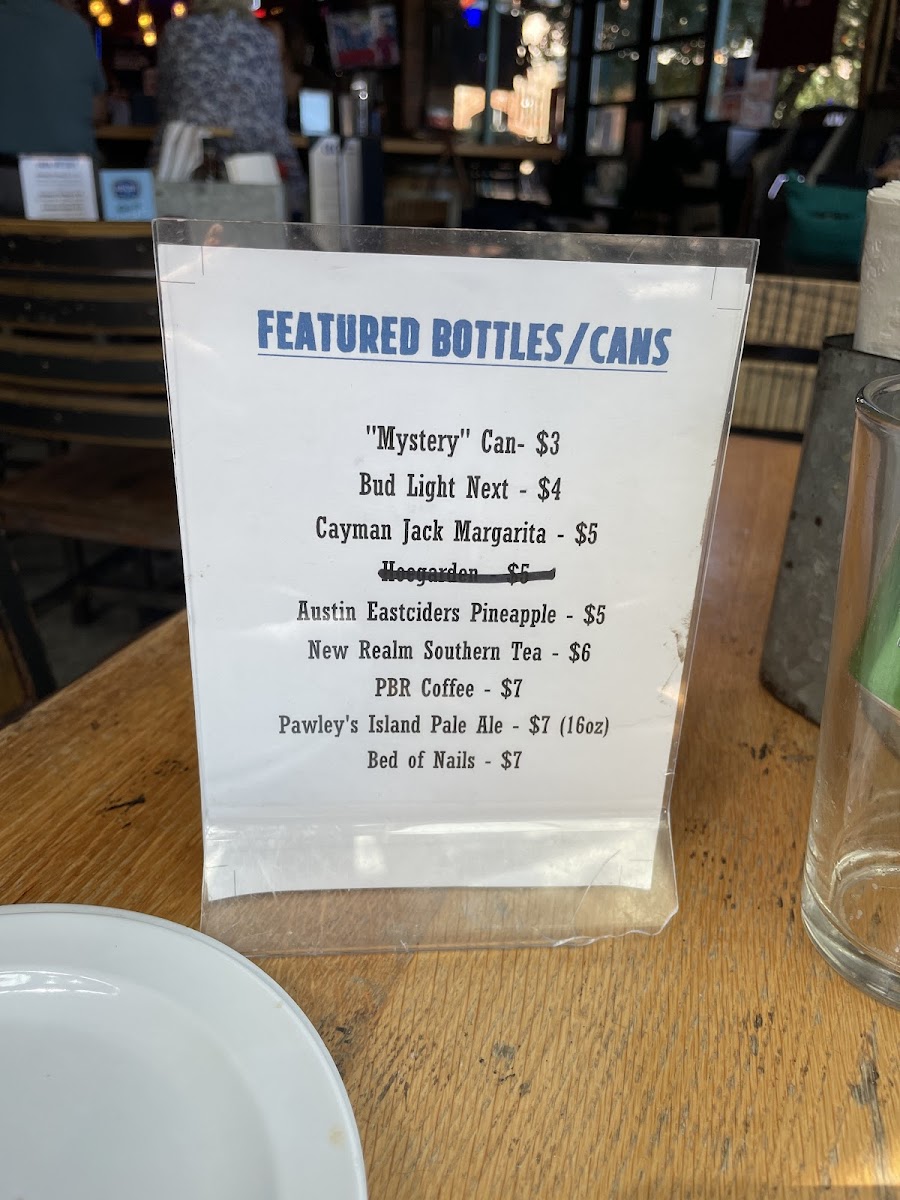 FEATURED BOTTLES/CANS
"Mystery" Can- $3
Bud Light Next - $4
Cayman Jack Margarita - $5
Hoegarden - $5
Austin Eastciders Pineapple - $5
New Realm Southern Tea - $6
PBR Coffee - $7
Pawley's Island Pale Ale - $7 (16oz)
Bed of Nails - $7